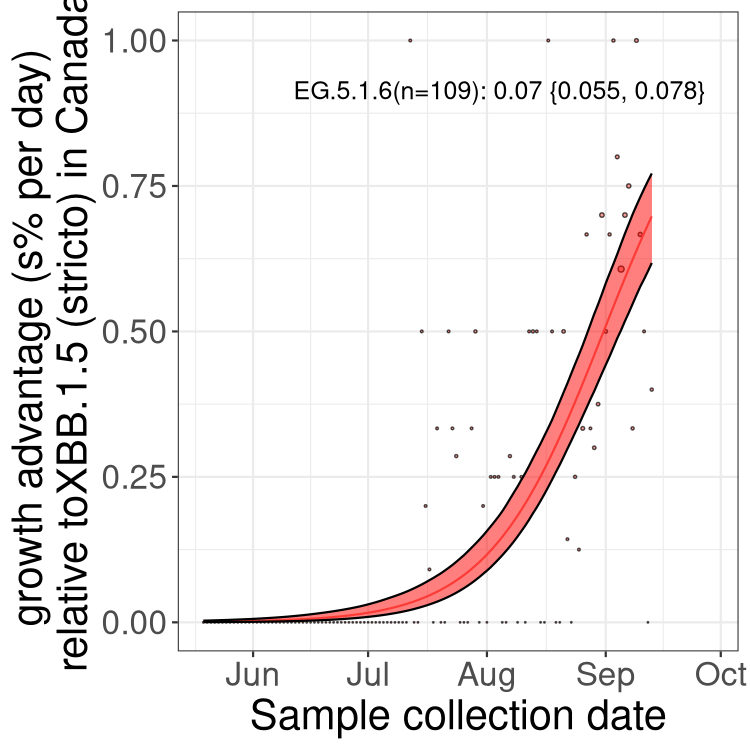 growth advantage (s% per day)
relative toXBB.1.5 (stricto) in Canada
1.00
0.75
0.50
0.25
0.00
EG.5.1.6(n=109): 0.07 {0.055, 0.078}
Jun Jul Aug Sep Oct
Sample collection date